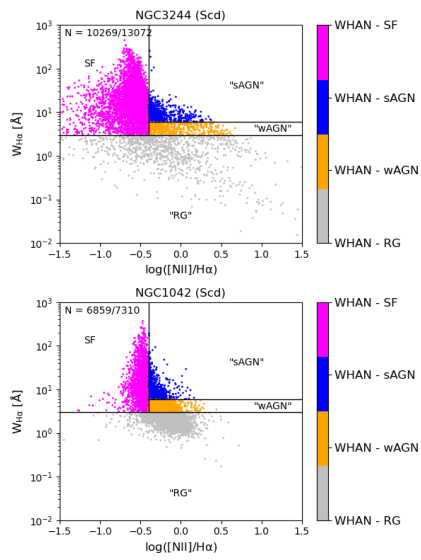 NGC3244 (Scd)
N = 10269/13072
SF
"sAGN"
"wAGN"
"RG"
10³
10²
10¹
10⁰
10⁻¹
10⁻²
W_Hα [Å]
−1.5 −1.0 −0.5 0.0 0.5 1.0 1.5
log([NII]/Hα)
WHAN - SF
WHAN - sAGN
WHAN - wAGN
WHAN - RG
NGC1042 (Scd)
N = 6859/7310
SF
"sAGN"
"wAGN"
"RG"
10³
10²
10¹
10⁰
10⁻¹
10⁻²
W_Hα [Å]
−1.5 −1.0 −0.5 0.0 0.5 1.0 1.5
log([NII]/Hα)
WHAN - SF
WHAN - sAGN
WHAN - wAGN
WHAN - RG